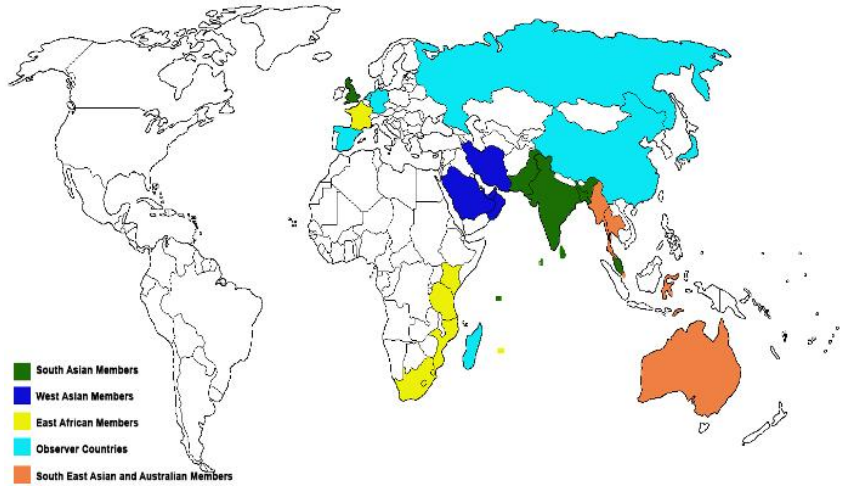 South Asian Members
West Asian Members
East African Members
Observer Countries
South East Asian and Australian Members